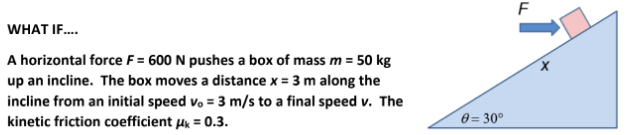 WHAT IF....
A horizontal force F = 600 N pushes a box of mass m = 50 kg
up an incline. The box moves a distance x = 3 m along the
incline from an initial speed vₒ = 3 m/s to a final speed v. The
kinetic friction coefficient μₖ = 0.3.
F
x
θ = 30°